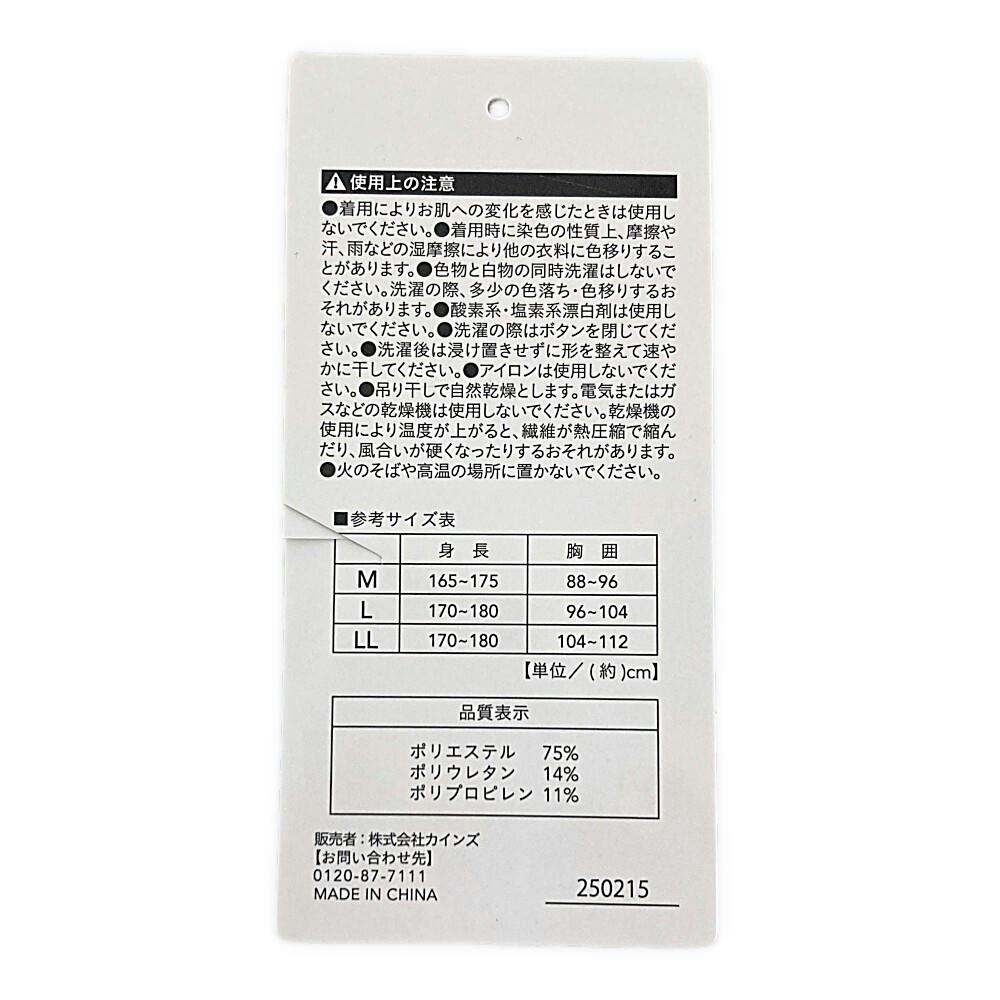 使用上の注意
●着用によりお肌への変化を感じたときは使用し
ないでください。●着用時に染色の性質上、摩擦や
汗、雨などの湿摩擦により他の衣料に色移りするこ
とがあります。●色物と白物の同時洗濯はしないで
ください。洗濯の際、多少の色落ち・色移りするお
それがあります。●酸素系・塩素系漂白剤は使用し
ないでください。●洗濯の際はボタンを閉じてくだ
さい。●洗濯後は浸け置きせずに形を整えて速や
かに干してください。●アイロンは使用しないでくだ
さい。●吊り干しで自然乾燥とします。電気またはガ
スなどの乾燥機は使用しないでください。乾燥機の
使用により温度が上がると、繊維が熱圧縮で縮ん
だり、風合いが硬くなったりするおそれがあります。
●火のそばや高温の場所に置かないでください。
■参考サイズ表
身 長 胸 囲
M 165~175 88~96
L 170~180 96~104
LL 170~180 104~112
【単位／(約)cm】
品質表示
ポリエステル 75%
ポリウレタン 14%
ポリプロピレン 11%
販売者：株式会社カインズ
【お問い合わせ先】
0120-87-7111
MADE IN CHINA
250215